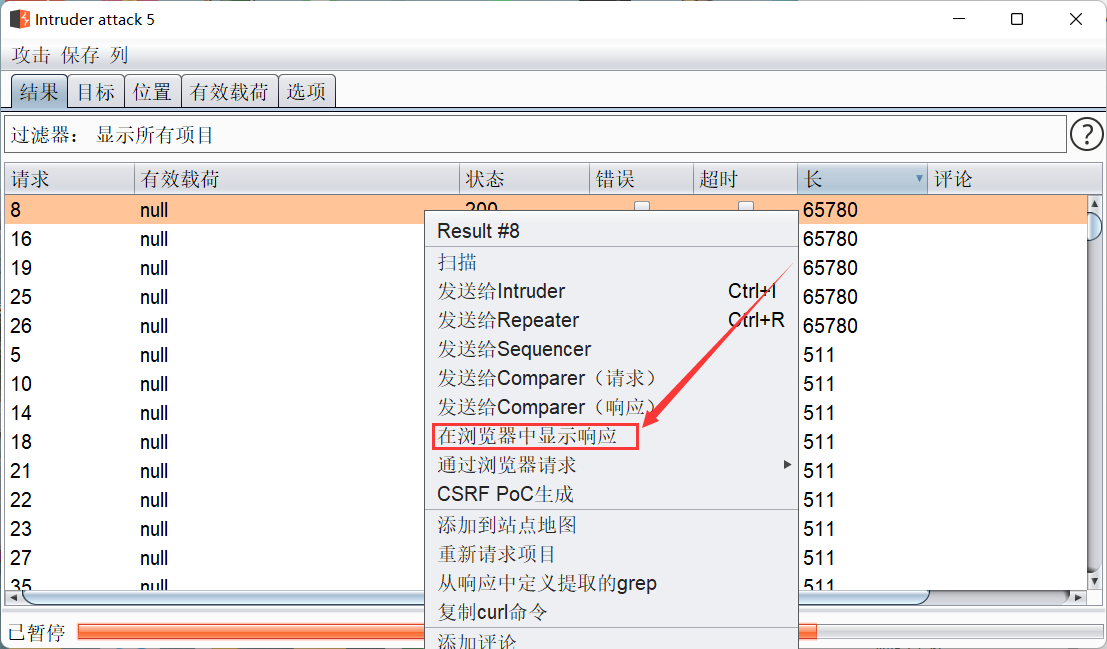 Intruder attack 5
攻击 保存 列
结果 目标 位置 有效载荷 选项
过滤器： 显示所有项目 ?
请求 有效载荷 状态 错误 超时 长 评论
8 null 200 65780
16 null 65780
19 null 65780
25 null 65780
26 null 65780
5 null 511
10 null 511
14 null 511
18 null 511
21 null 511
22 null 511
23 null 511
27 null 511
35 null 511
Result #8
扫描
发送给Intruder Ctrl+I
发送给Repeater Ctrl+R
发送给Sequencer
发送给Comparer（请求）
发送给Comparer（响应）
在浏览器中显示响应
通过浏览器请求
CSRF PoC生成
添加到站点地图
重新请求项目
从响应中定义提取的grep
复制curl命令
添加评论
已暂停